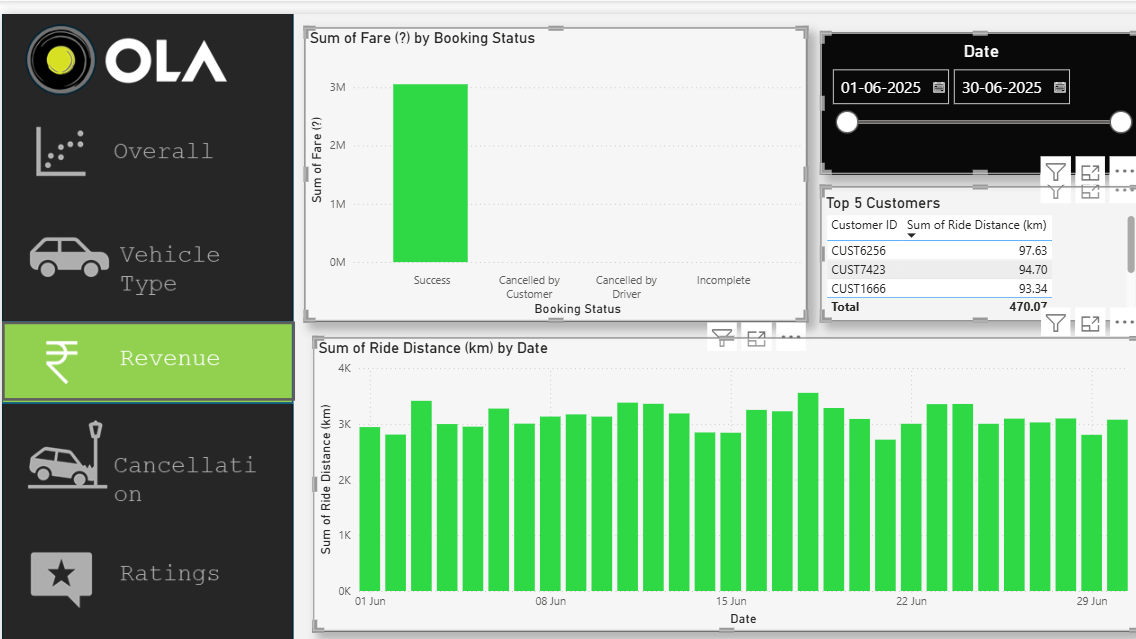 OLA
Overall
Vehicle
Type
Revenue
Cancellati
on
Ratings
Sum of Fare (?) by Booking Status
Sum of Fare (?)
3M
2M
1M
0M
Success
Cancelled by
Customer
Cancelled by
Driver
Incomplete
Booking Status
Date
01-06-2025
30-06-2025
Top 5 Customers
Customer ID Sum of Ride Distance (km)
CUST6256 97.63
CUST7423 94.70
CUST1666 93.34
Total 470.07
Sum of Ride Distance (km) by Date
Sum of Ride Distance (km)
4K
3K
2K
1K
0K
01 Jun
08 Jun
15 Jun
22 Jun
29 Jun
Date